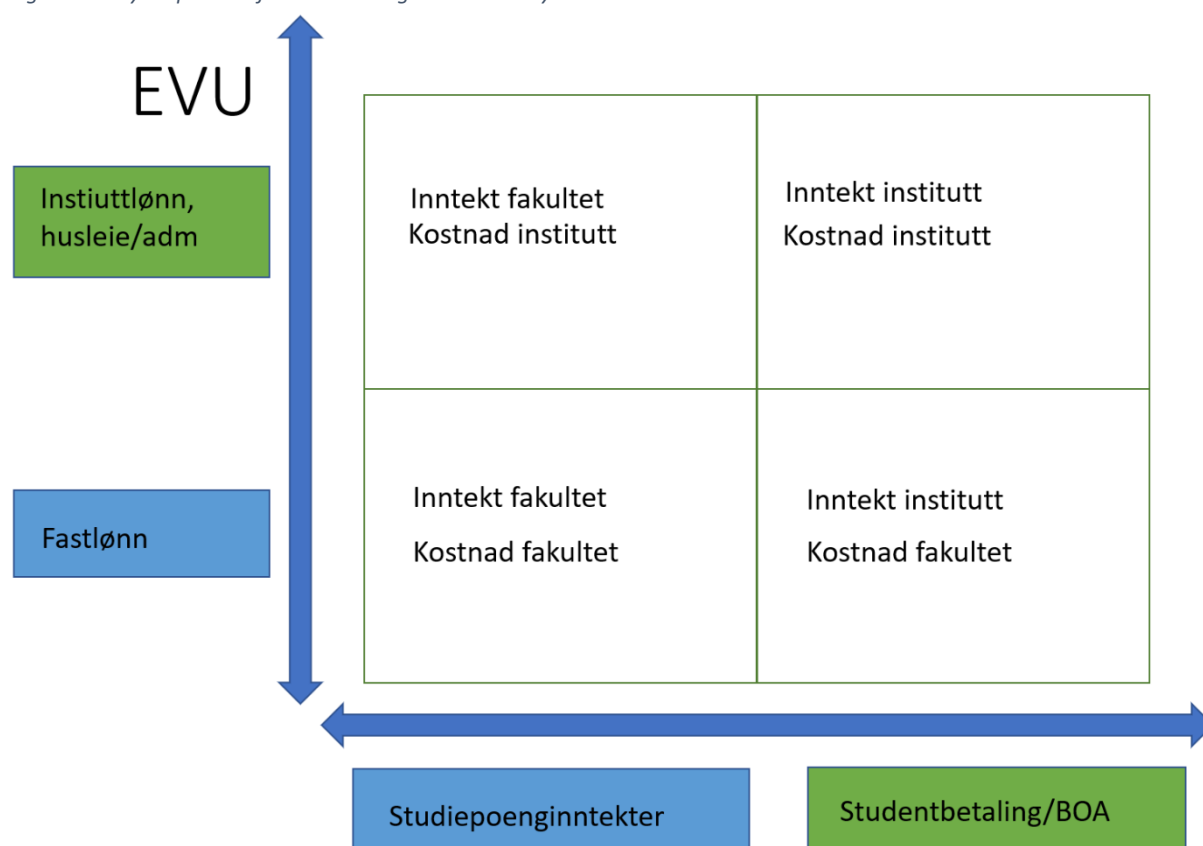 EVU
Instiuttlønn,
husleie/adm
Inntekt fakultet
Kostnad institutt
Inntekt institutt
Kostnad institutt
Fastlønn
Inntekt fakultet
Kostnad fakultet
Inntekt institutt
Kostnad fakultet
Studiepoenginntekter
Studentbetaling/BOA